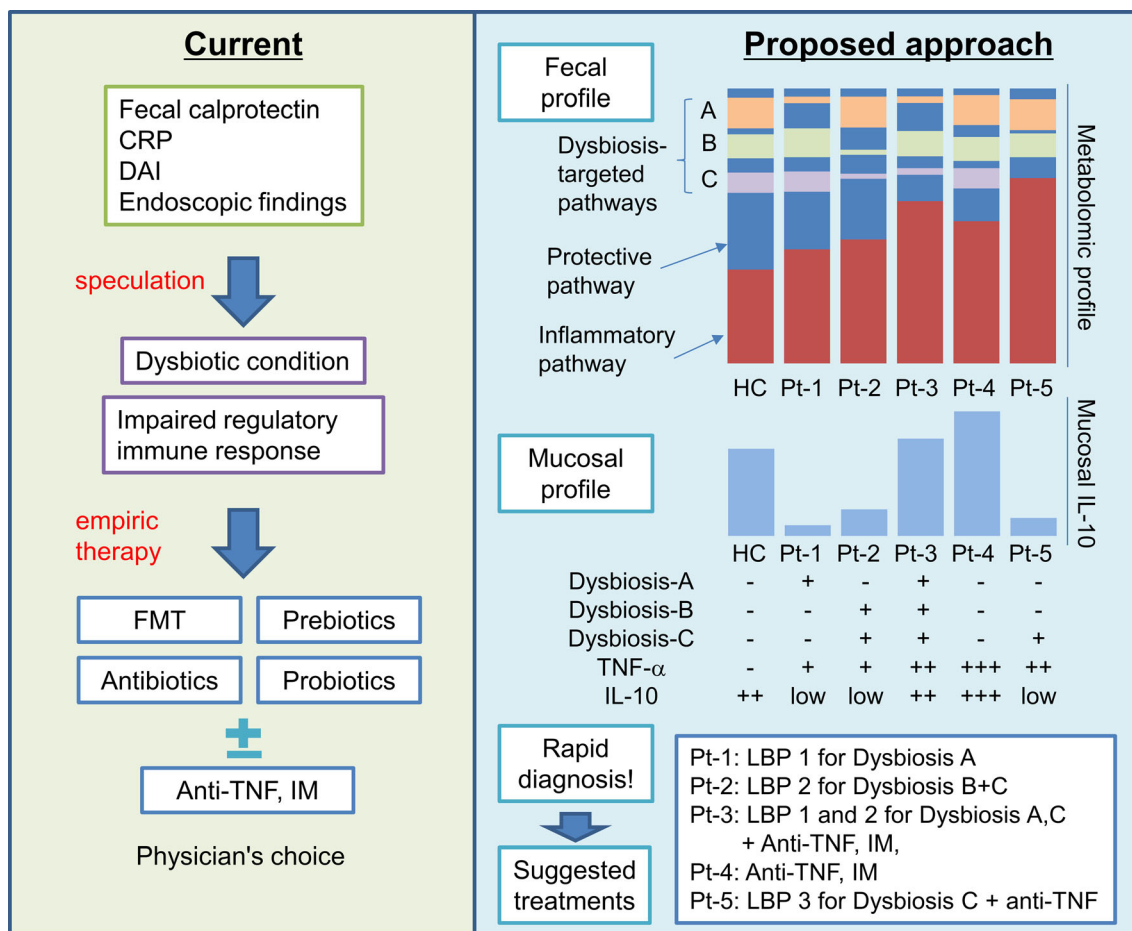 Current
Fecal calprotectin
CRP
DAI
Endoscopic findings
speculation
Dysbiotic condition
Impaired regulatory
immune response
empiric
therapy
FMT
Prebiotics
Antibiotics
Probiotics
±
Anti-TNF, IM
Physician's choice
Proposed approach
Fecal
profile
A
B
C
Dysbiosis-
targeted
pathways
Protective
pathway
Inflammatory
pathway
Metabolomic profile
HC Pt-1 Pt-2 Pt-3 Pt-4 Pt-5
Mucosal
profile
Mucosal IL-10
HC Pt-1 Pt-2 Pt-3 Pt-4 Pt-5
Dysbiosis-A - + - + - -
Dysbiosis-B - - + + - -
Dysbiosis-C - - + + - +
TNF-α - + + ++ +++ ++
IL-10 ++ low low ++ +++ low
Rapid
diagnosis!
Suggested
treatments
Pt-1: LBP 1 for Dysbiosis A
Pt-2: LBP 2 for Dysbiosis B+C
Pt-3: LBP 1 and 2 for Dysbiosis A,C
+ Anti-TNF, IM,
Pt-4: Anti-TNF, IM
Pt-5: LBP 3 for Dysbiosis C + anti-TNF